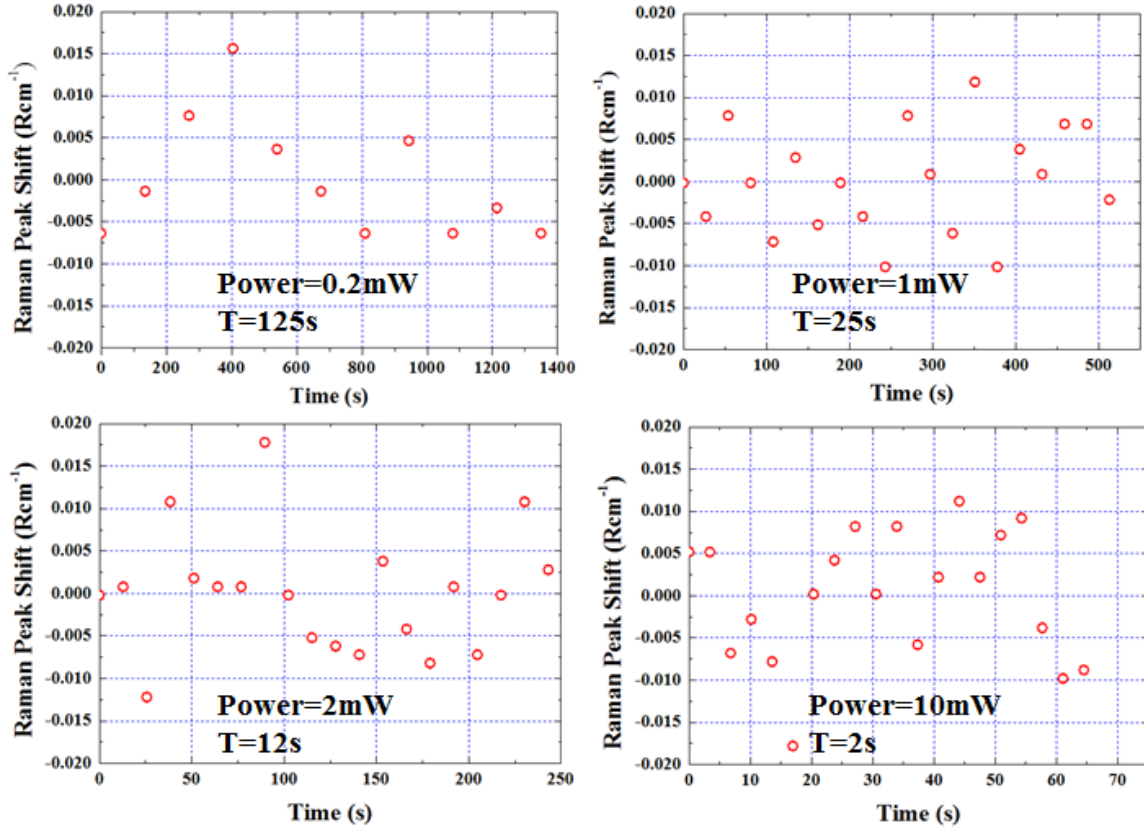 Raman Peak Shift (Rcm⁻¹)
0.020
0.015
0.010
0.005
0.000
-0.005
-0.010
-0.015
-0.020
Power=0.2mW
T=125s
0 200 400 600 800 1000 1200 1400
Time (s)
Raman Peak Shift (Rcm⁻¹)
0.020
0.015
0.010
0.005
0.000
-0.005
-0.010
-0.015
-0.020
Power=1mW
T=25s
0 100 200 300 400 500
Time (s)
Raman Peak Shift (Rcm⁻¹)
0.020
0.015
0.010
0.005
0.000
-0.005
-0.010
-0.015
-0.020
Power=2mW
T=12s
0 50 100 150 200 250
Time (s)
Raman Peak Shift (Rcm⁻¹)
0.020
0.015
0.010
0.005
0.000
-0.005
-0.010
-0.015
-0.020
Power=10mW
T=2s
0 10 20 30 40 50 60 70
Time (s)